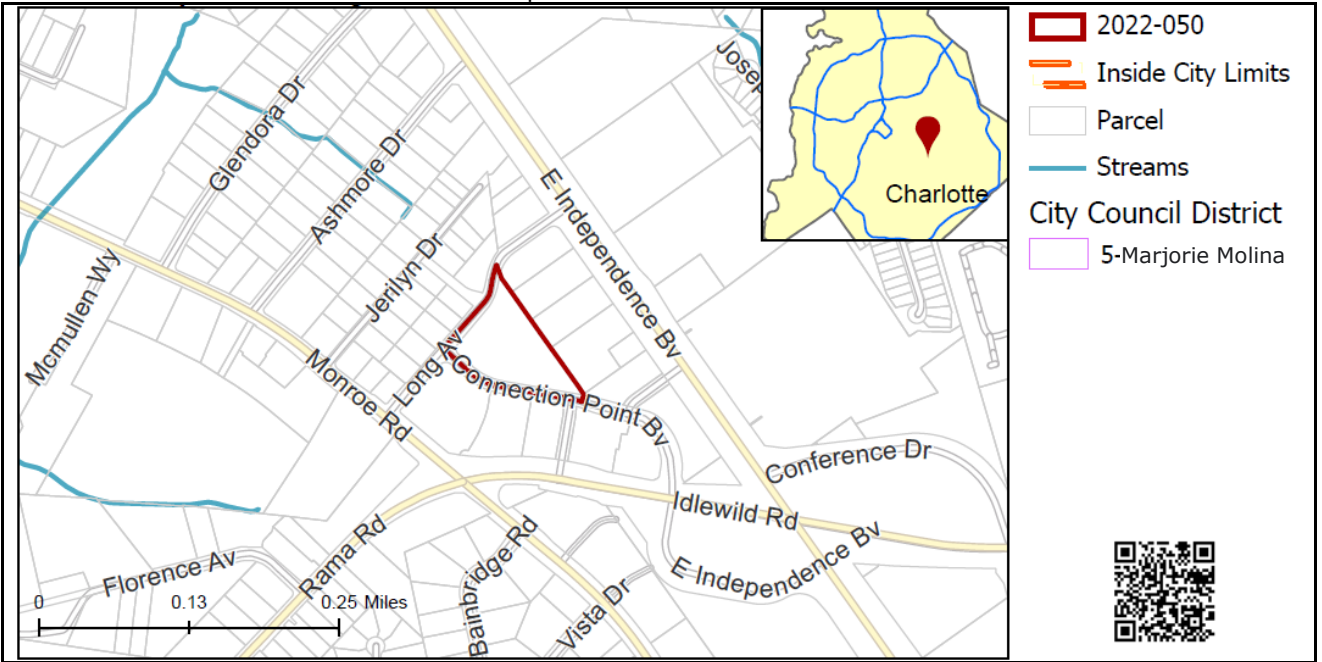 Glendora Dr
Ashmore Dr
Jerilyn Dr
Mcmullen Wy
Monroe Rd
Long Av
Connection Point Bv
E Independence Bv
Conference Dr
Idlewild Rd
E Independence Bv
Rama Rd
Bainbridge Rd
Vista Dr
Florence Av
0 0.13 0.25 Miles
Charlotte
2022-050
Inside City Limits
Parcel
Streams
City Council District
5-Marjorie Molina